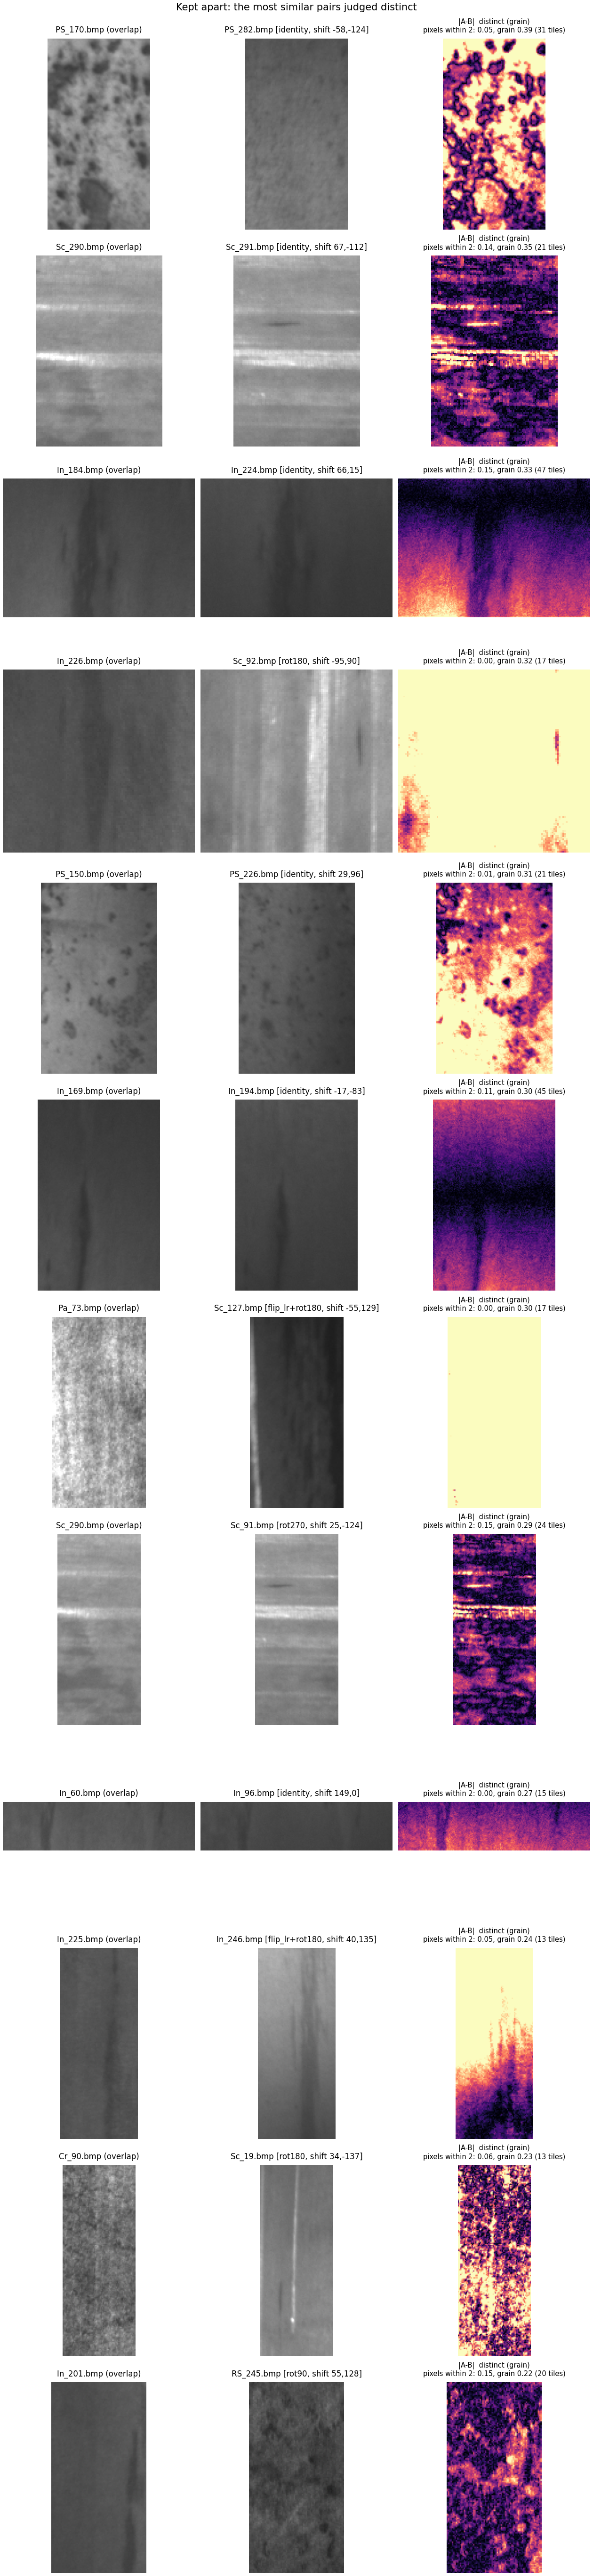 Kept apart: the most similar pairs judged distinct
PS_170.bmp (overlap)
PS_282.bmp [identity, shift -58,-124]
|A-B| distinct (grain)
pixels within 2: 0.05, grain 0.39 (31 tiles)
Sc_290.bmp (overlap)
Sc_291.bmp [identity, shift 67,-112]
|A-B| distinct (grain)
pixels within 2: 0.14, grain 0.35 (21 tiles)
In_184.bmp (overlap)
In_224.bmp [identity, shift 66,15]
|A-B| distinct (grain)
pixels within 2: 0.15, grain 0.33 (47 tiles)
In_226.bmp (overlap)
Sc_92.bmp [rot180, shift -95,90]
|A-B| distinct (grain)
pixels within 2: 0.00, grain 0.32 (17 tiles)
PS_150.bmp (overlap)
PS_226.bmp [identity, shift 29,96]
|A-B| distinct (grain)
pixels within 2: 0.01, grain 0.31 (21 tiles)
In_169.bmp (overlap)
In_194.bmp [identity, shift -17,-83]
|A-B| distinct (grain)
pixels within 2: 0.11, grain 0.30 (45 tiles)
Pa_73.bmp (overlap)
Sc_127.bmp [flip_lr+rot180, shift -55,129]
|A-B| distinct (grain)
pixels within 2: 0.00, grain 0.30 (17 tiles)
Sc_290.bmp (overlap)
Sc_91.bmp [rot270, shift 25,-124]
|A-B| distinct (grain)
pixels within 2: 0.15, grain 0.29 (24 tiles)
In_60.bmp (overlap)
In_96.bmp [identity, shift 149,0]
|A-B| distinct (grain)
pixels within 2: 0.00, grain 0.27 (15 tiles)
In_225.bmp (overlap)
In_246.bmp [flip_lr+rot180, shift 40,135]
|A-B| distinct (grain)
pixels within 2: 0.05, grain 0.24 (13 tiles)
Cr_90.bmp (overlap)
Sc_19.bmp [rot180, shift 34,-137]
|A-B| distinct (grain)
pixels within 2: 0.06, grain 0.23 (13 tiles)
In_201.bmp (overlap)
RS_245.bmp [rot90, shift 55,128]
|A-B| distinct (grain)
pixels within 2: 0.15, grain 0.22 (20 tiles)